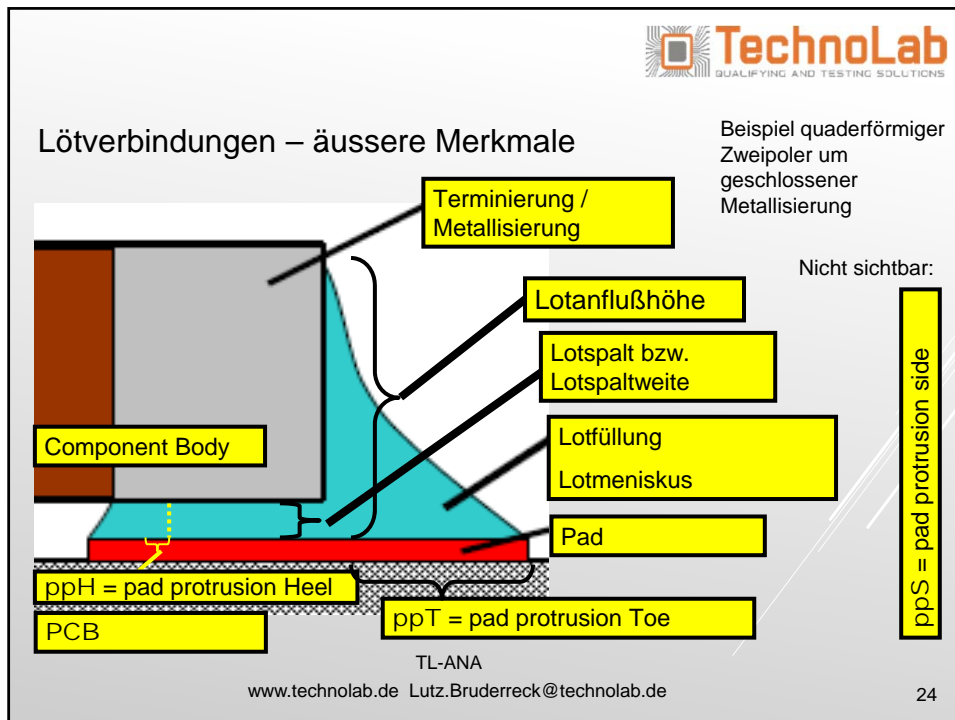 TechnoLab
QUALIFYING AND TESTING SOLUTIONS
Lötverbindungen – äussere Merkmale
Beispiel quaderförmiger
Zweipoler um
geschlossener
Metallisierung
Terminierung /
Metallisierung
Nicht sichtbar:
Lotanflußhöhe
Lotspalt bzw.
Lotspaltweite
Lotfüllung
Lotmeniskus
Component Body
Pad
ppH = pad protrusion Heel
ppT = pad protrusion Toe
PCB
ppS = pad protrusion side
TL-ANA
www.technolab.de Lutz.Bruderreck@technolab.de
24